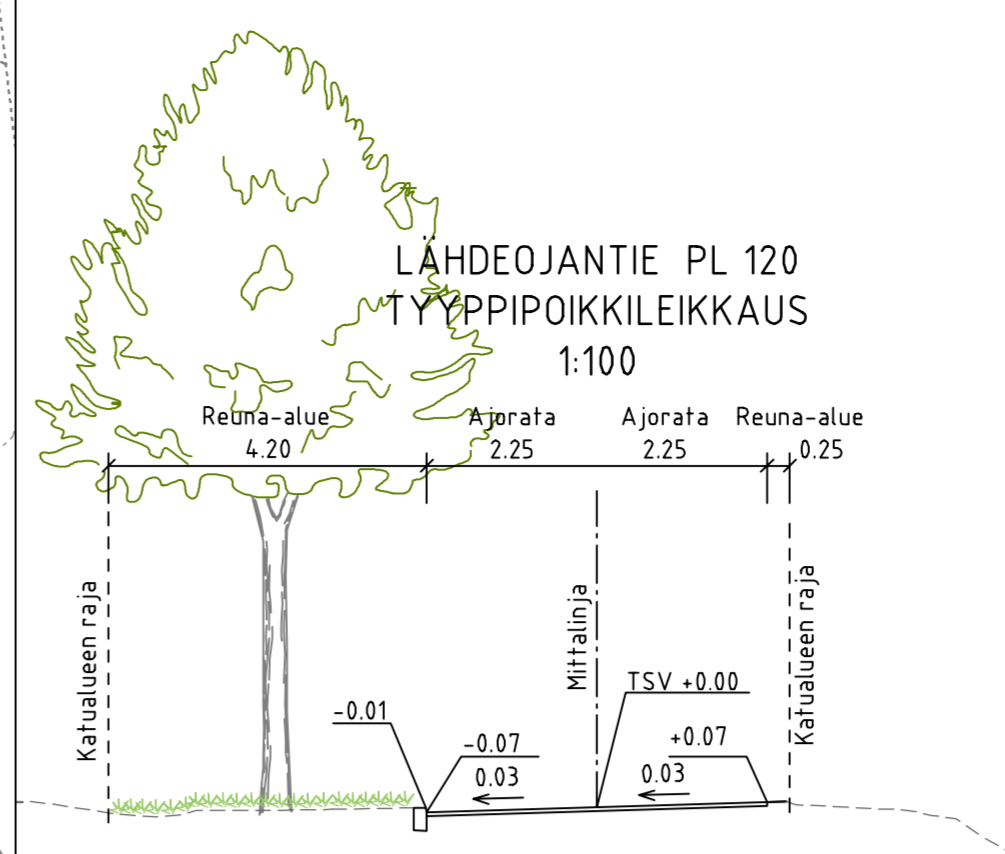 LÄHDEOJANTIE PL 120
TYYPPIPOIKKILEIKKAUS
1:100
Reuna-alue Ajorata Ajorata Reuna-alue
4.20 2.25 2.25 0.25
Katualueen raja
Mittalinja
Katualueen raja
TSV +0.00
-0.01
-0.07
+0.07
0.03
0.03